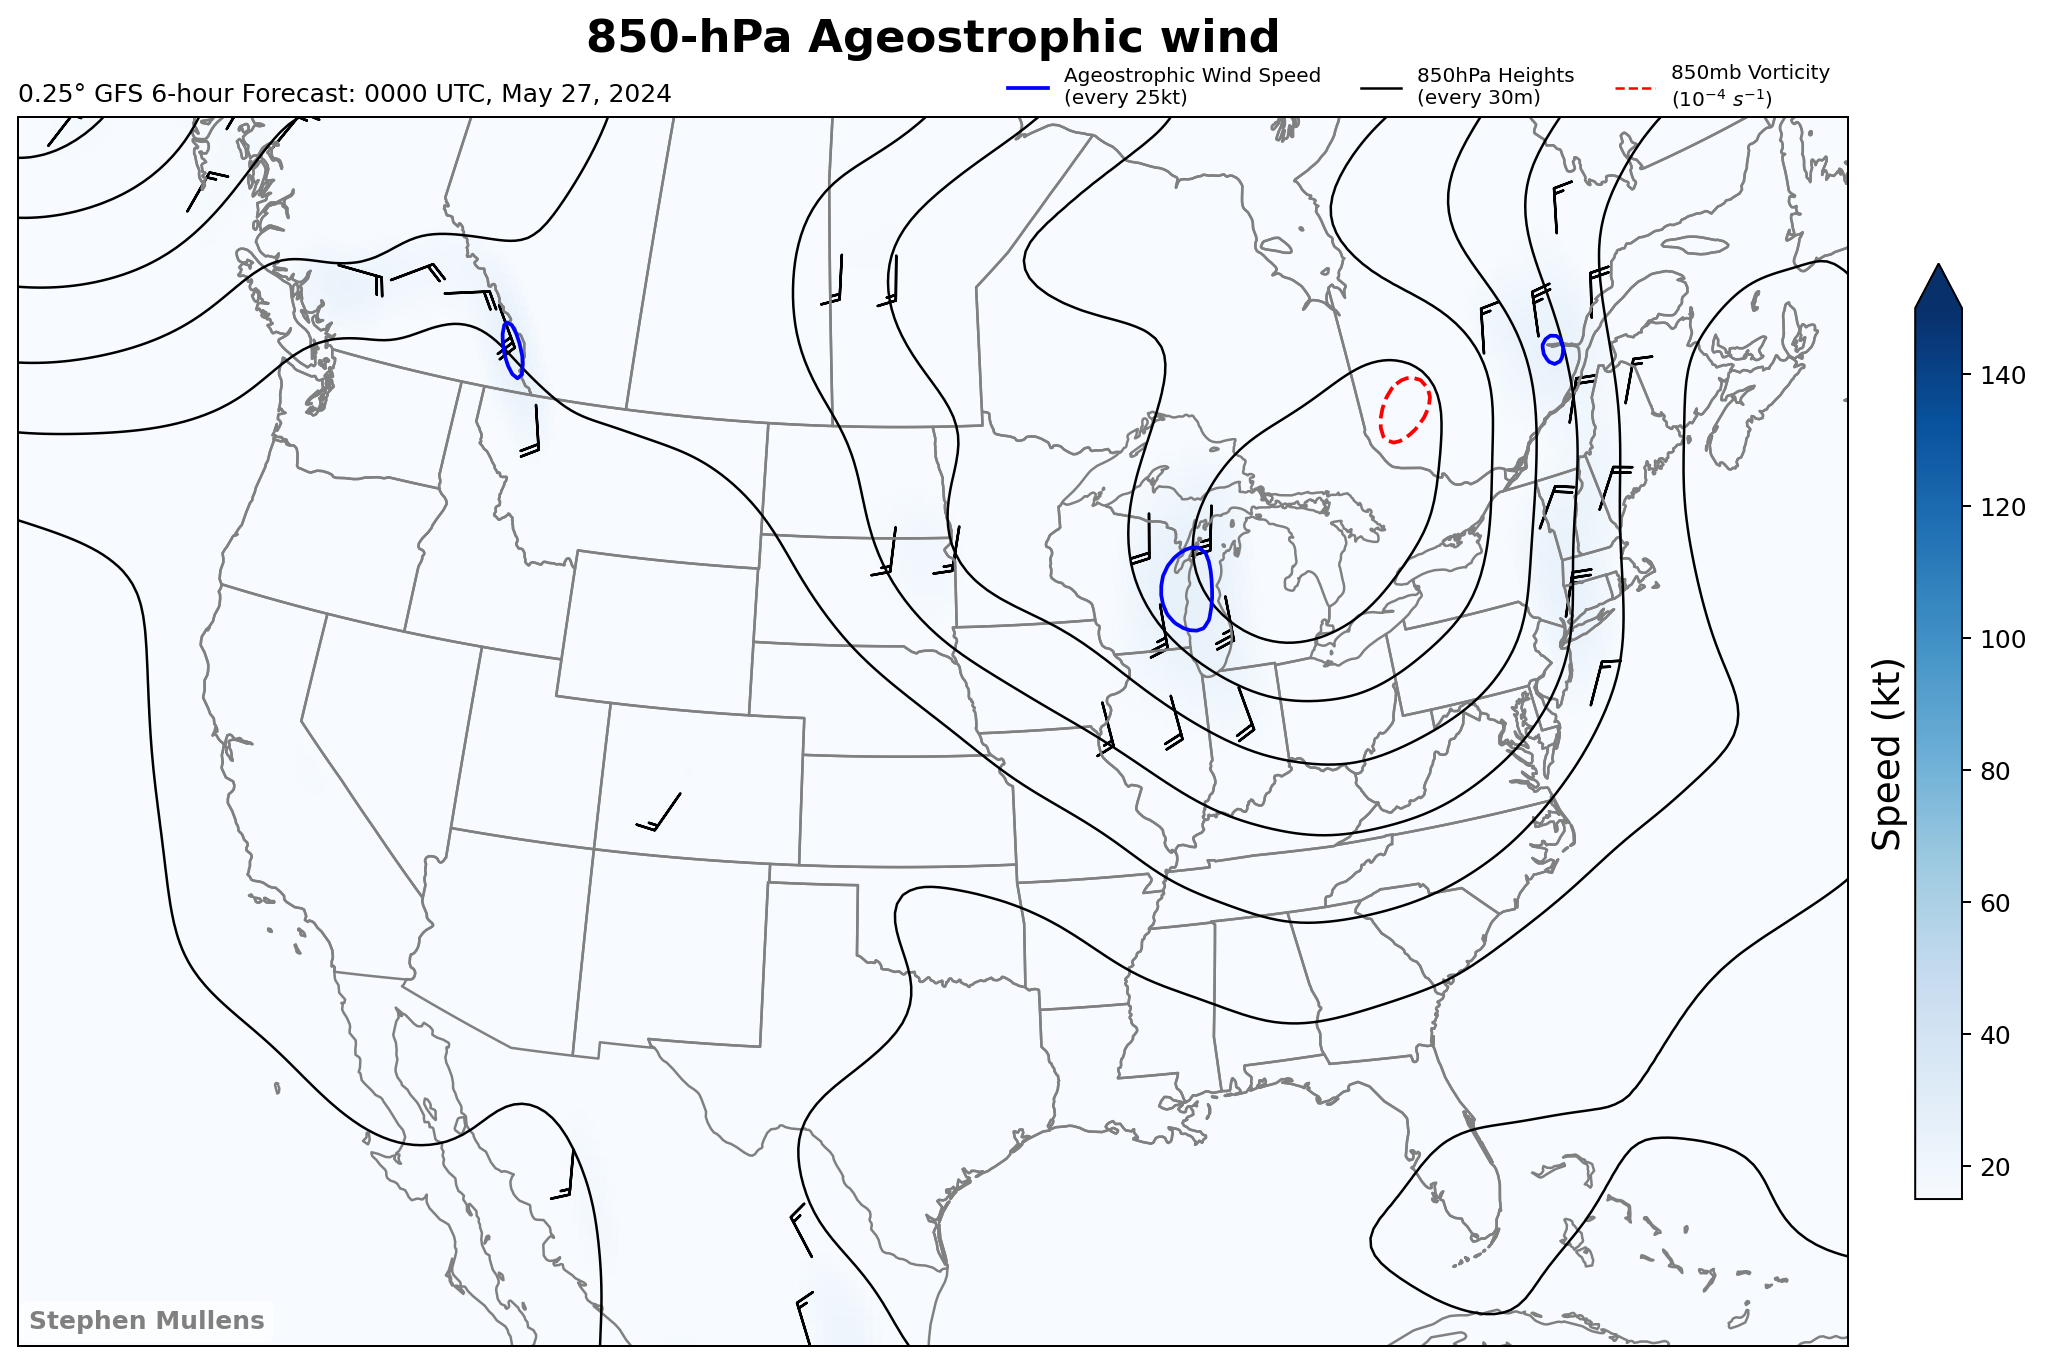 850-hPa Ageostrophic wind
0.25° GFS 6-hour Forecast: 0000 UTC, May 27, 2024
Ageostrophic Wind Speed
(every 25kt)
850hPa Heights
(every 30m)
850mb Vorticity
(10⁻⁴ s⁻¹)
140
120
100
80
60
40
20
Speed (kt)
Stephen Mullens